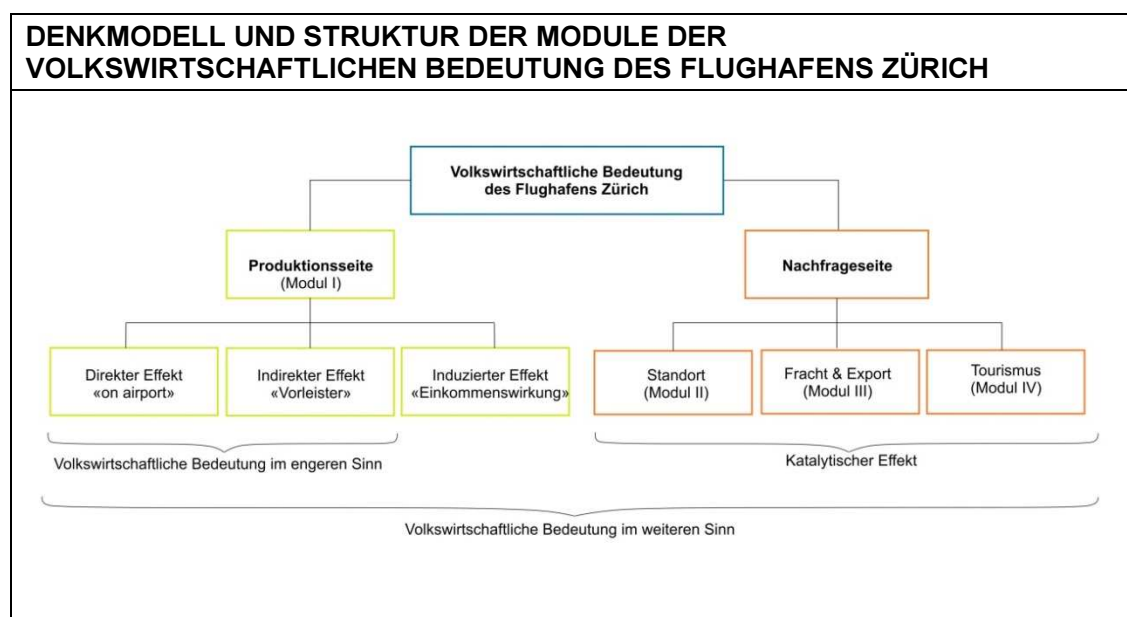 DENKMODELL UND STRUKTUR DER MODULE DER
VOLKSWIRTSCHAFTLICHEN BEDEUTUNG DES FLUGHAFENS ZÜRICH
Volkswirtschaftliche Bedeutung
des Flughafens Zürich
Produktionsseite
(Modul I)
Nachfrageseite
Direkter Effekt
«on airport»
Indirekter Effekt
«Vorleister»
Induzierter Effekt
«Einkommenswirkung»
Standort
(Modul II)
Fracht & Export
(Modul III)
Tourismus
(Modul IV)
Volkswirtschaftliche Bedeutung im engeren Sinn
Katalytischer Effekt
Volkswirtschaftliche Bedeutung im weiteren Sinn